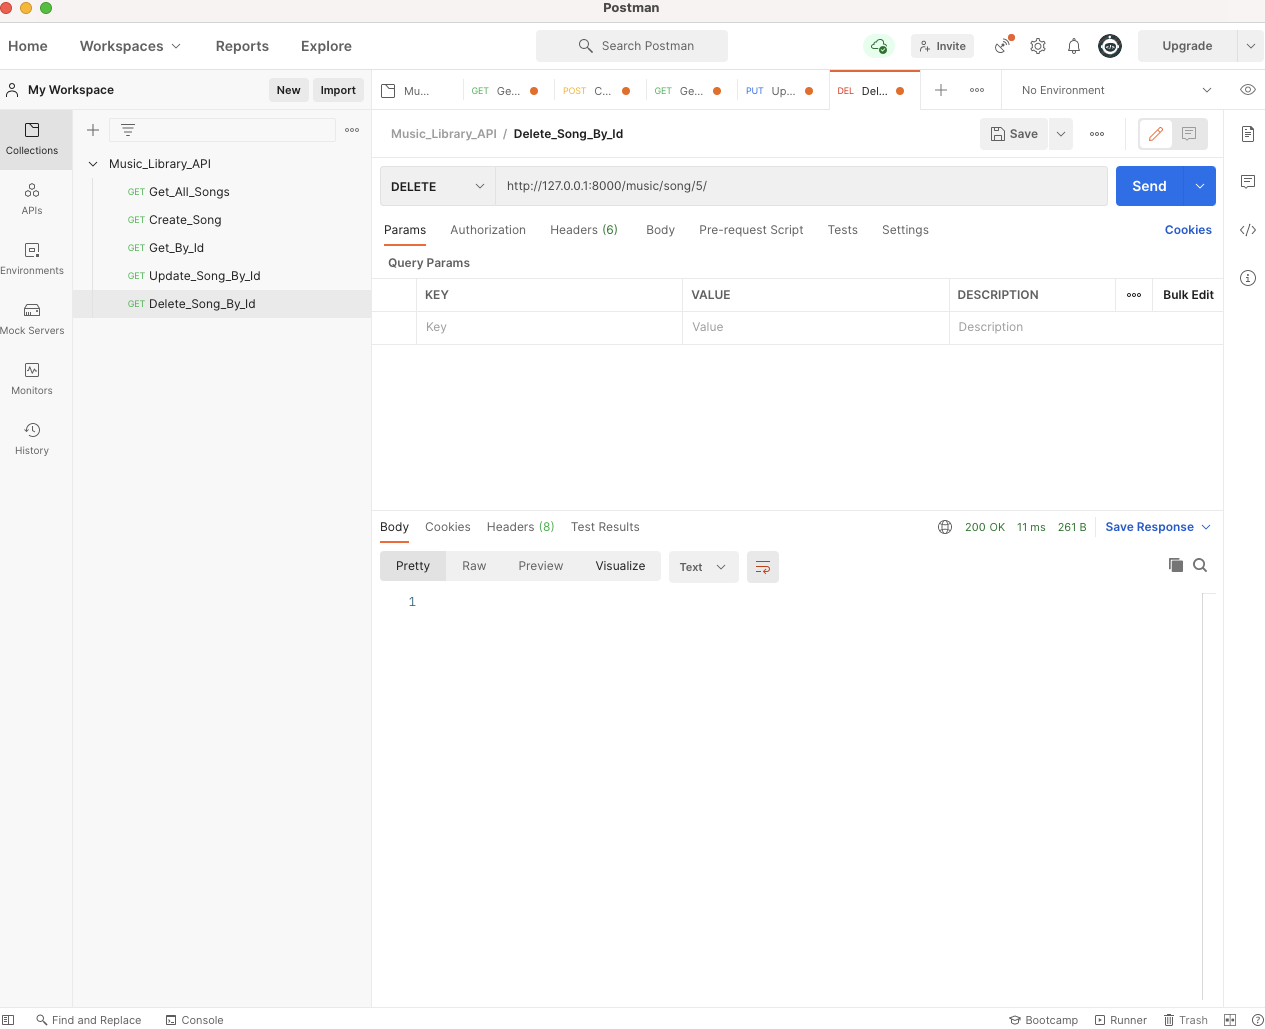 Postman
Home Workspaces Reports Explore Search Postman Invite Upgrade
My Workspace New Import Mu... GET Ge... POST C... GET Ge... PUT Up... DEL Del... No Environment
Collections
APIs
Environments
Mock Servers
Monitors
History
Music_Library_API
GET Get_All_Songs
GET Create_Song
GET Get_By_Id
GET Update_Song_By_Id
GET Delete_Song_By_Id
Music_Library_API / Delete_Song_By_Id Save
DELETE http://127.0.0.1:8000/music/song/5/ Send
Params Authorization Headers (6) Body Pre-request Script Tests Settings Cookies
Query Params
KEY VALUE DESCRIPTION Bulk Edit
Key Value Description
Body Cookies Headers (8) Test Results 200 OK 11 ms 261 B Save Response
Pretty Raw Preview Visualize Text
1
Find and Replace Console Bootcamp Runner Trash